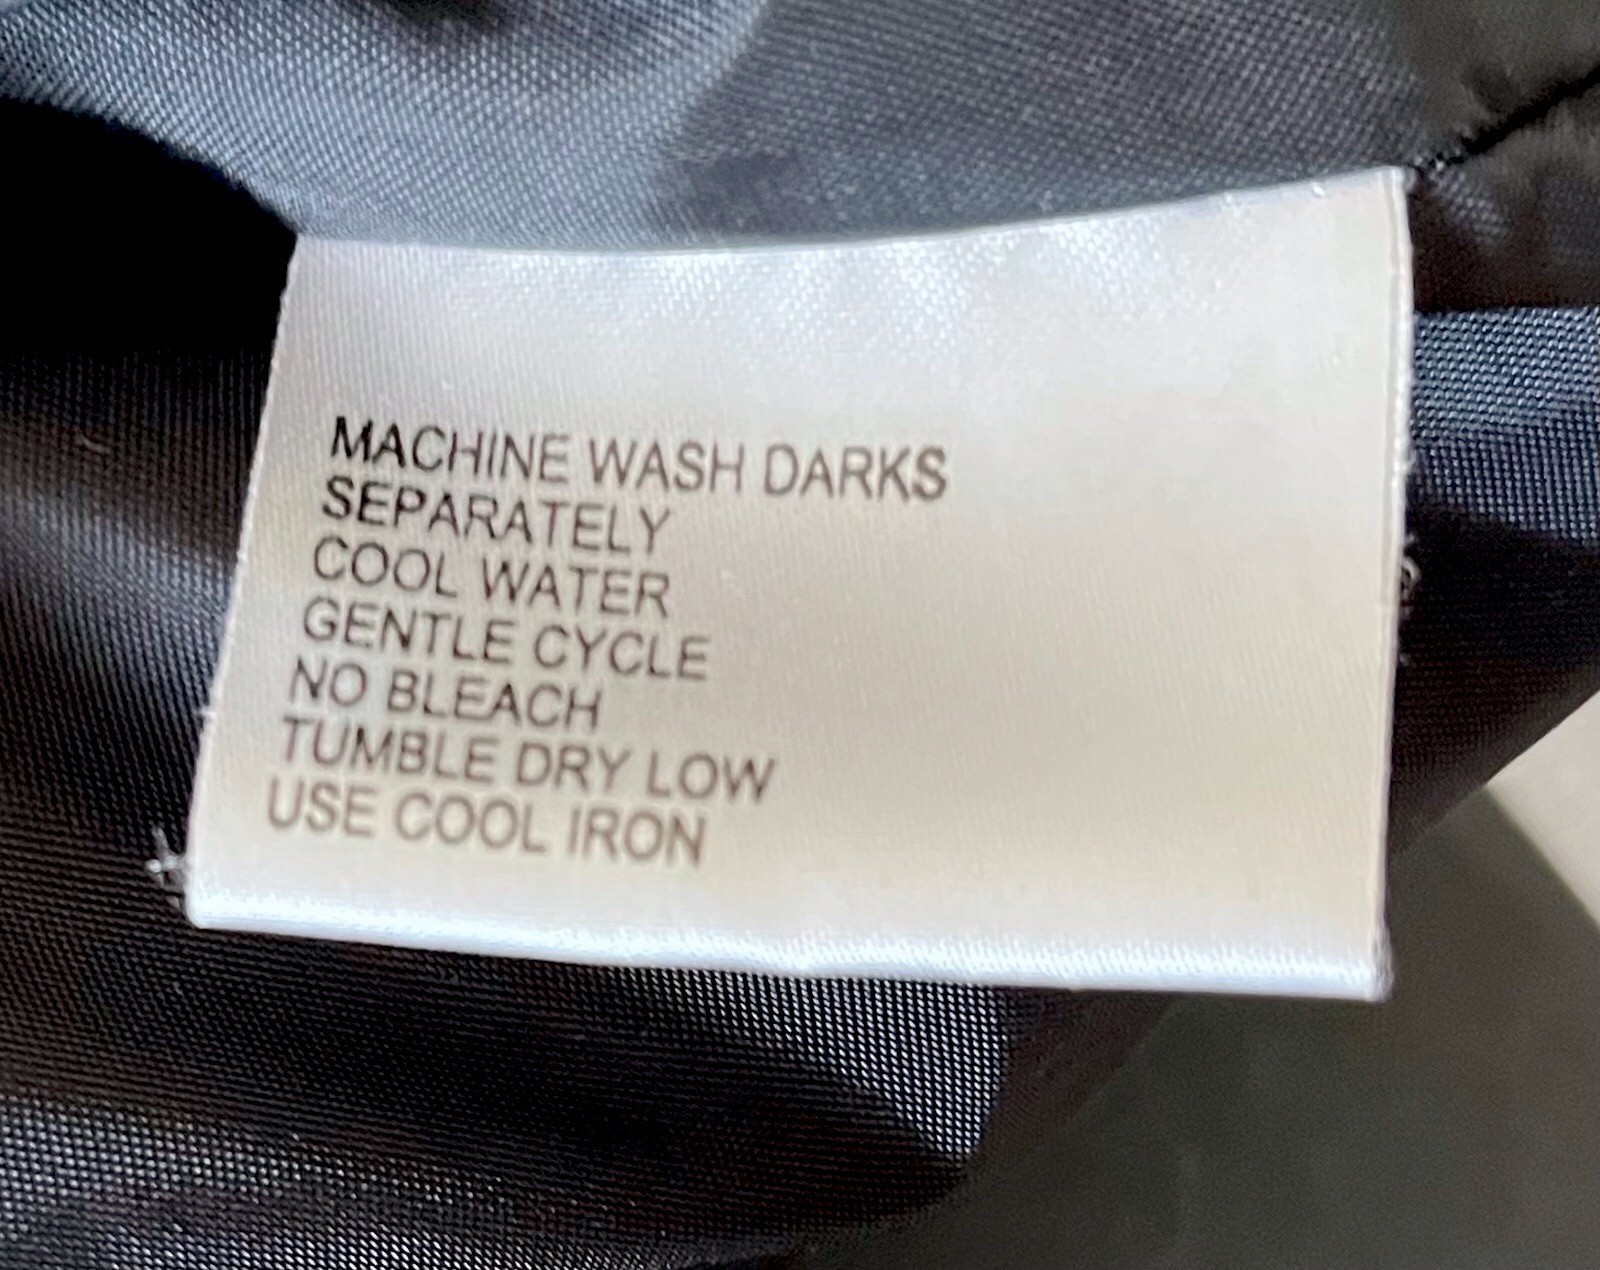 MACHINE WASH DARKS
SEPARATELY
COOL WATER
GENTLE CYCLE
NO BLEACH
TUMBLE DRY LOW
USE COOL IRON